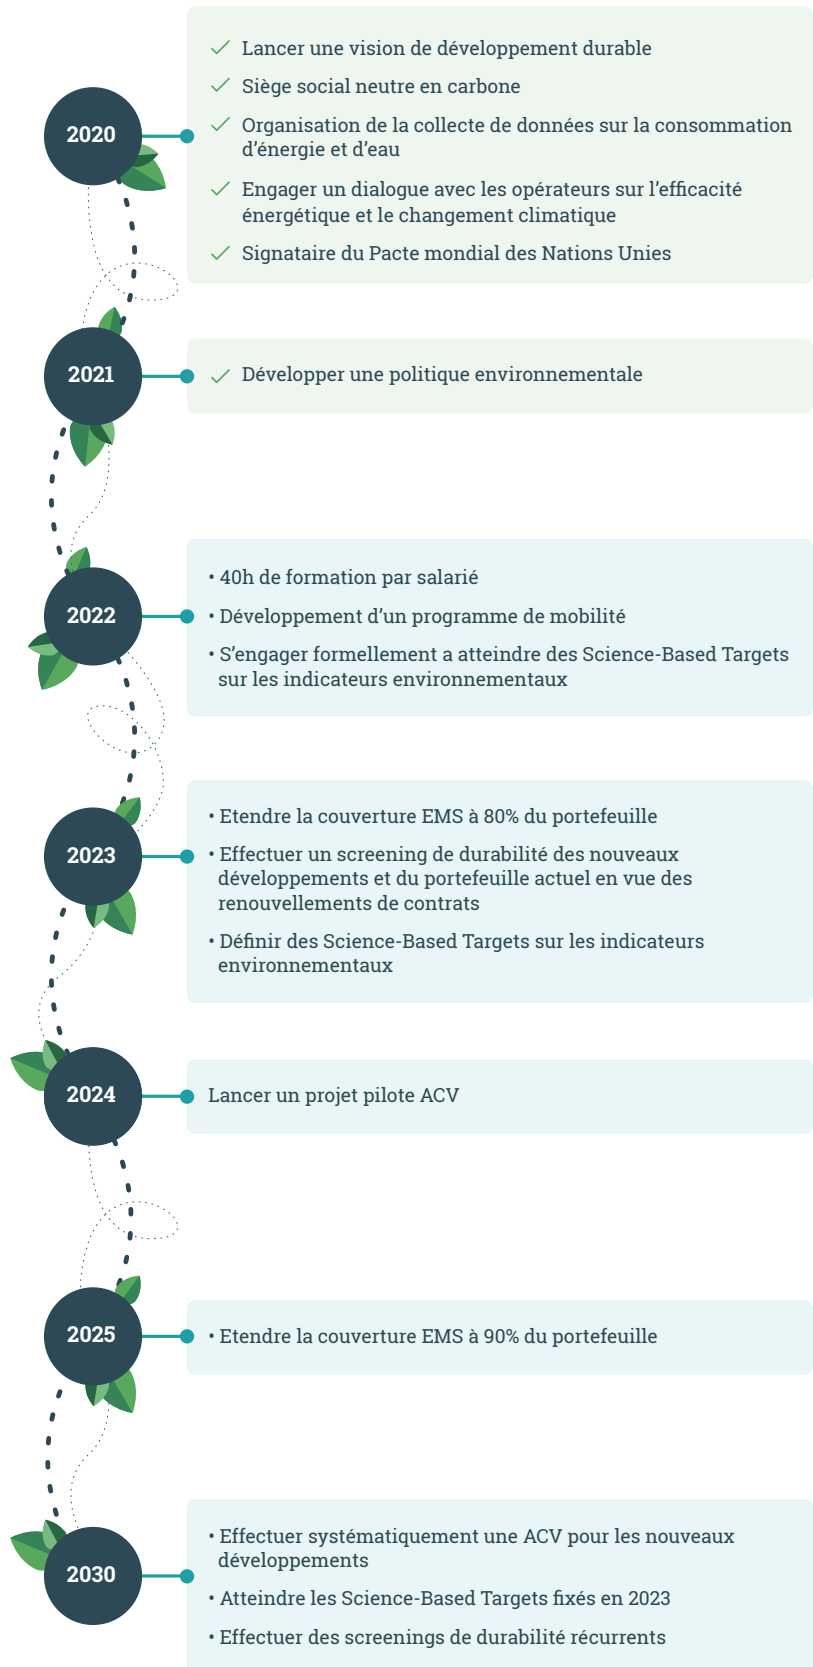 2020
Lancer une vision de développement durable
Siège social neutre en carbone
Organisation de la collecte de données sur la consommation
d’énergie et d’eau
Engager un dialogue avec les opérateurs sur l’efficacité
énergétique et le changement climatique
Signataire du Pacte mondial des Nations Unies
2021
Développer une politique environnementale
2022
• 40h de formation par salarié
• Développement d’un programme de mobilité
• S’engager formellement a atteindre des Science-Based Targets
sur les indicateurs environnementaux
2023
• Etendre la couverture EMS à 80% du portefeuille
• Effectuer un screening de durabilité des nouveaux
développements et du portefeuille actuel en vue des
renouvellements de contrats
• Définir des Science-Based Targets sur les indicateurs
environnementaux
2024
Lancer un projet pilote ACV
2025
• Etendre la couverture EMS à 90% du portefeuille
2030
• Effectuer systématiquement une ACV pour les nouveaux
développements
• Atteindre les Science-Based Targets fixés en 2023
• Effectuer des screenings de durabilité récurrents